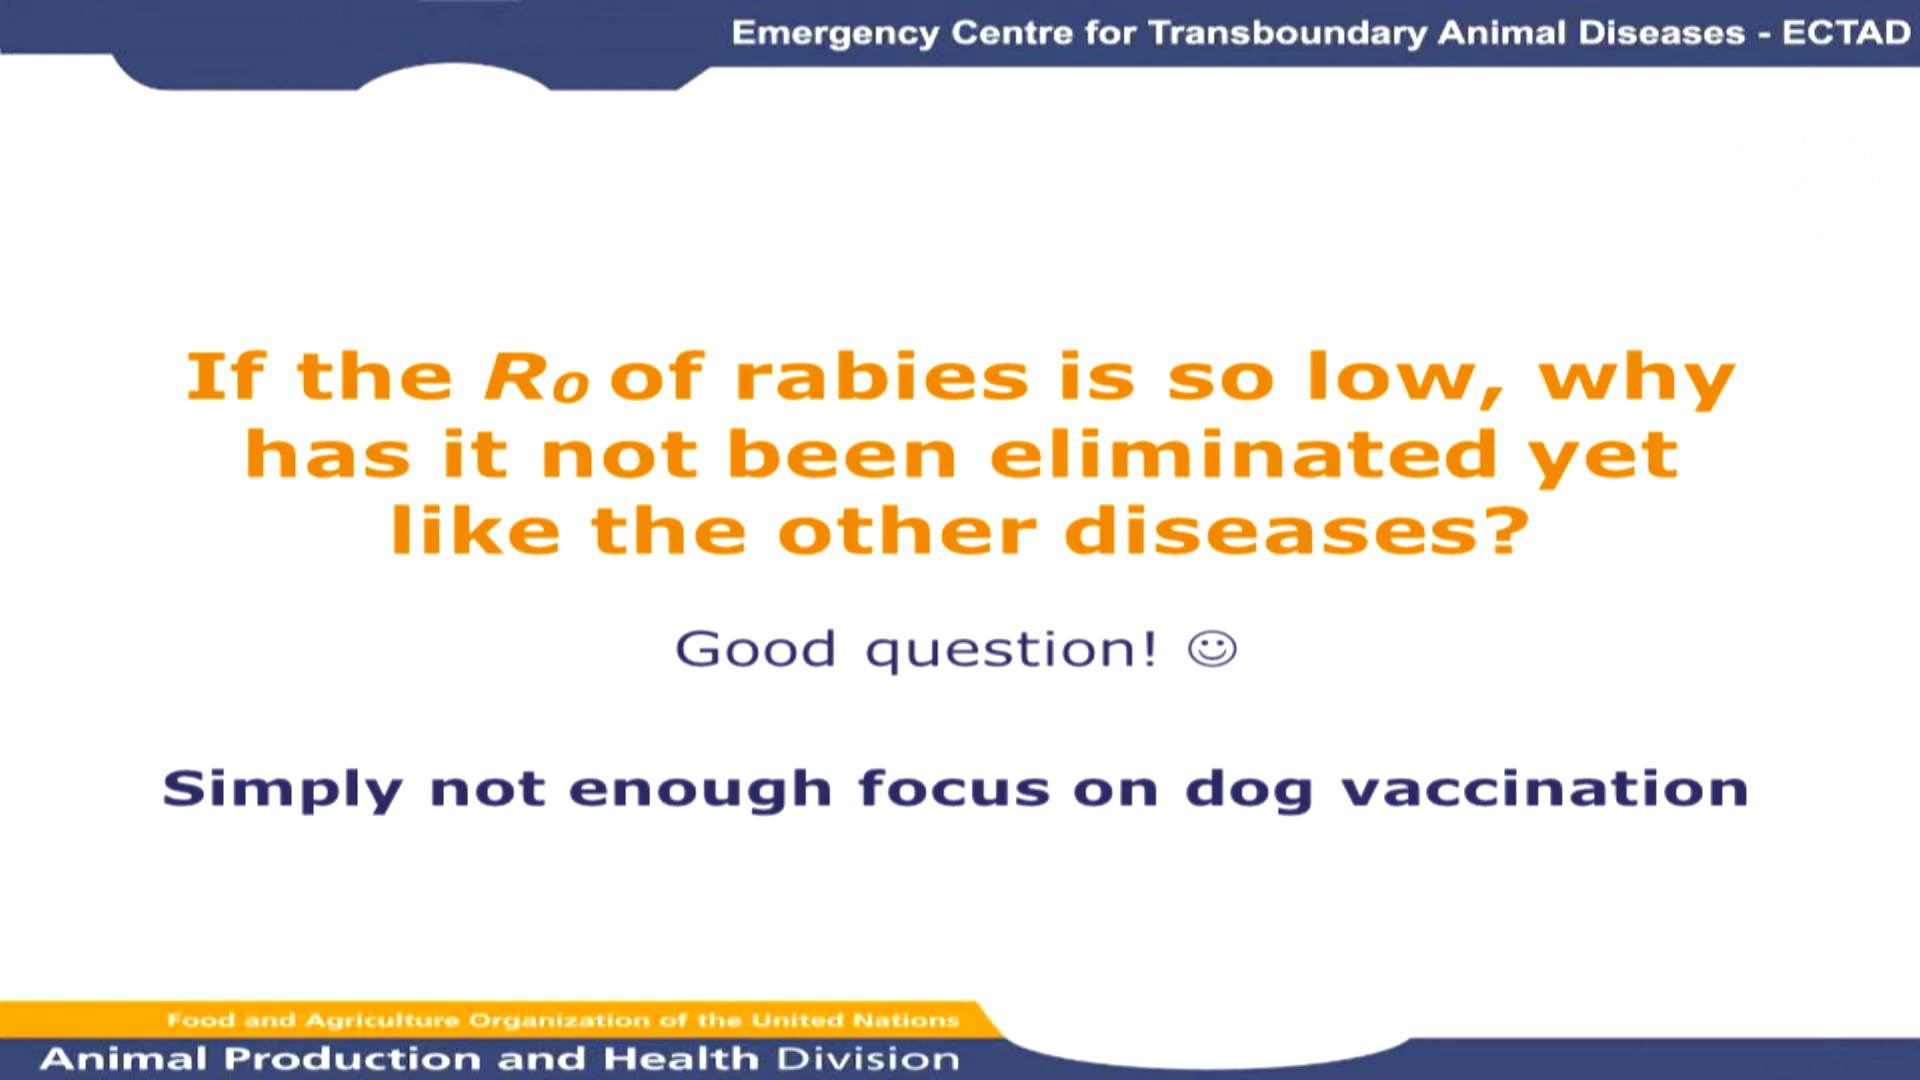 Emergency Centre for Transboundary Animal Diseases - ECTAD
If the R₀ of rabies is so low, why
has it not been eliminated yet
like the other diseases?
Good question! ☺
Simply not enough focus on dog vaccination
Food and Agriculture Organization of the United Nations
Animal Production and Health Division